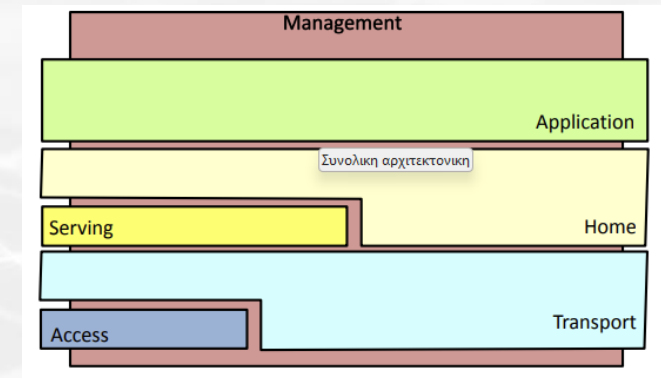 Management
Application
Συνολικη αρχιτεκτονικη
Serving
Home
Transport
Access